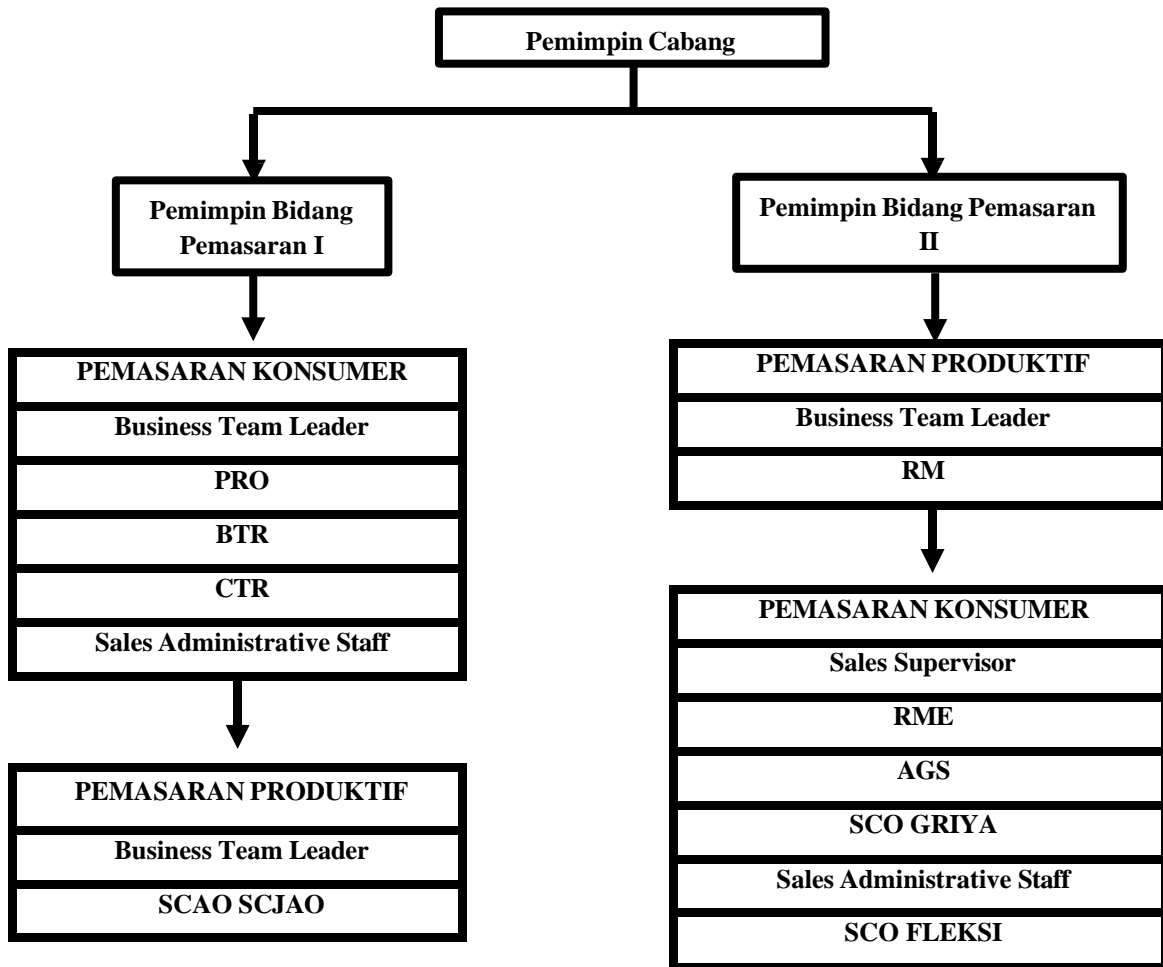 Pemimpin Cabang
Pemimpin Bidang
Pemasaran I
Pemimpin Bidang Pemasaran
II
PEMASARAN KONSUMER
Business Team Leader
PRO
BTR
CTR
Sales Administrative Staff
PEMASARAN PRODUKTIF
Business Team Leader
SCAO SCJAO
PEMASARAN PRODUKTIF
Business Team Leader
RM
PEMASARAN KONSUMER
Sales Supervisor
RME
AGS
SCO GRIYA
Sales Administrative Staff
SCO FLEKSI